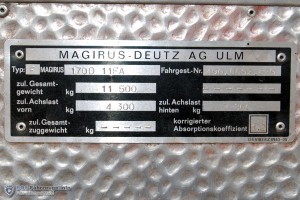 MAGIRUS-DEUTZ AG ULM
Typ: MAGIRUS 170D 11FA Fahrgest.-Nr.
zul. Gesamt-
gewicht kg 11 500
zul. Achslast
vorn kg 4 300 zul. Achslast
hinten kg
zul. Gesamt-
zuggewicht kg korrigierter
Absorptionskoeffizient